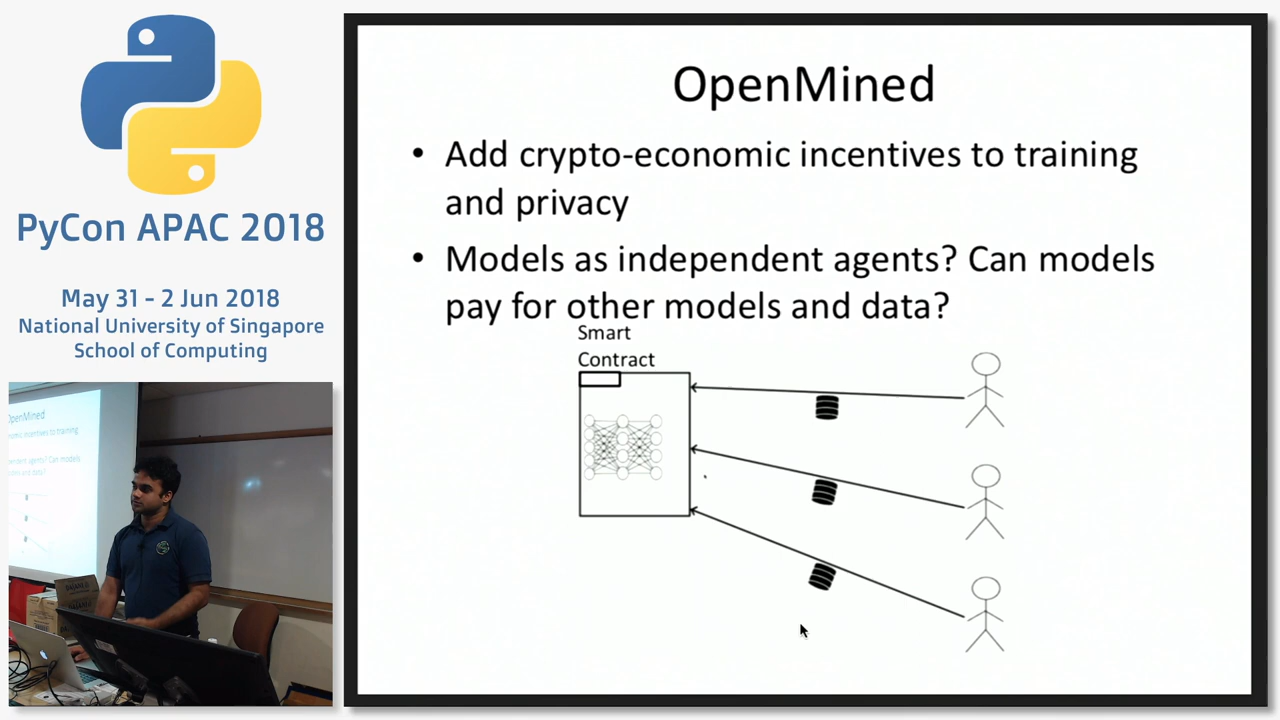 PyCon APAC 2018
May 31 - 2 Jun 2018
National University of Singapore
School of Computing
OpenMined
• Add crypto-economic incentives to training
and privacy
• Models as independent agents? Can models
pay for other models and data?
Smart
Contract
OpenMined